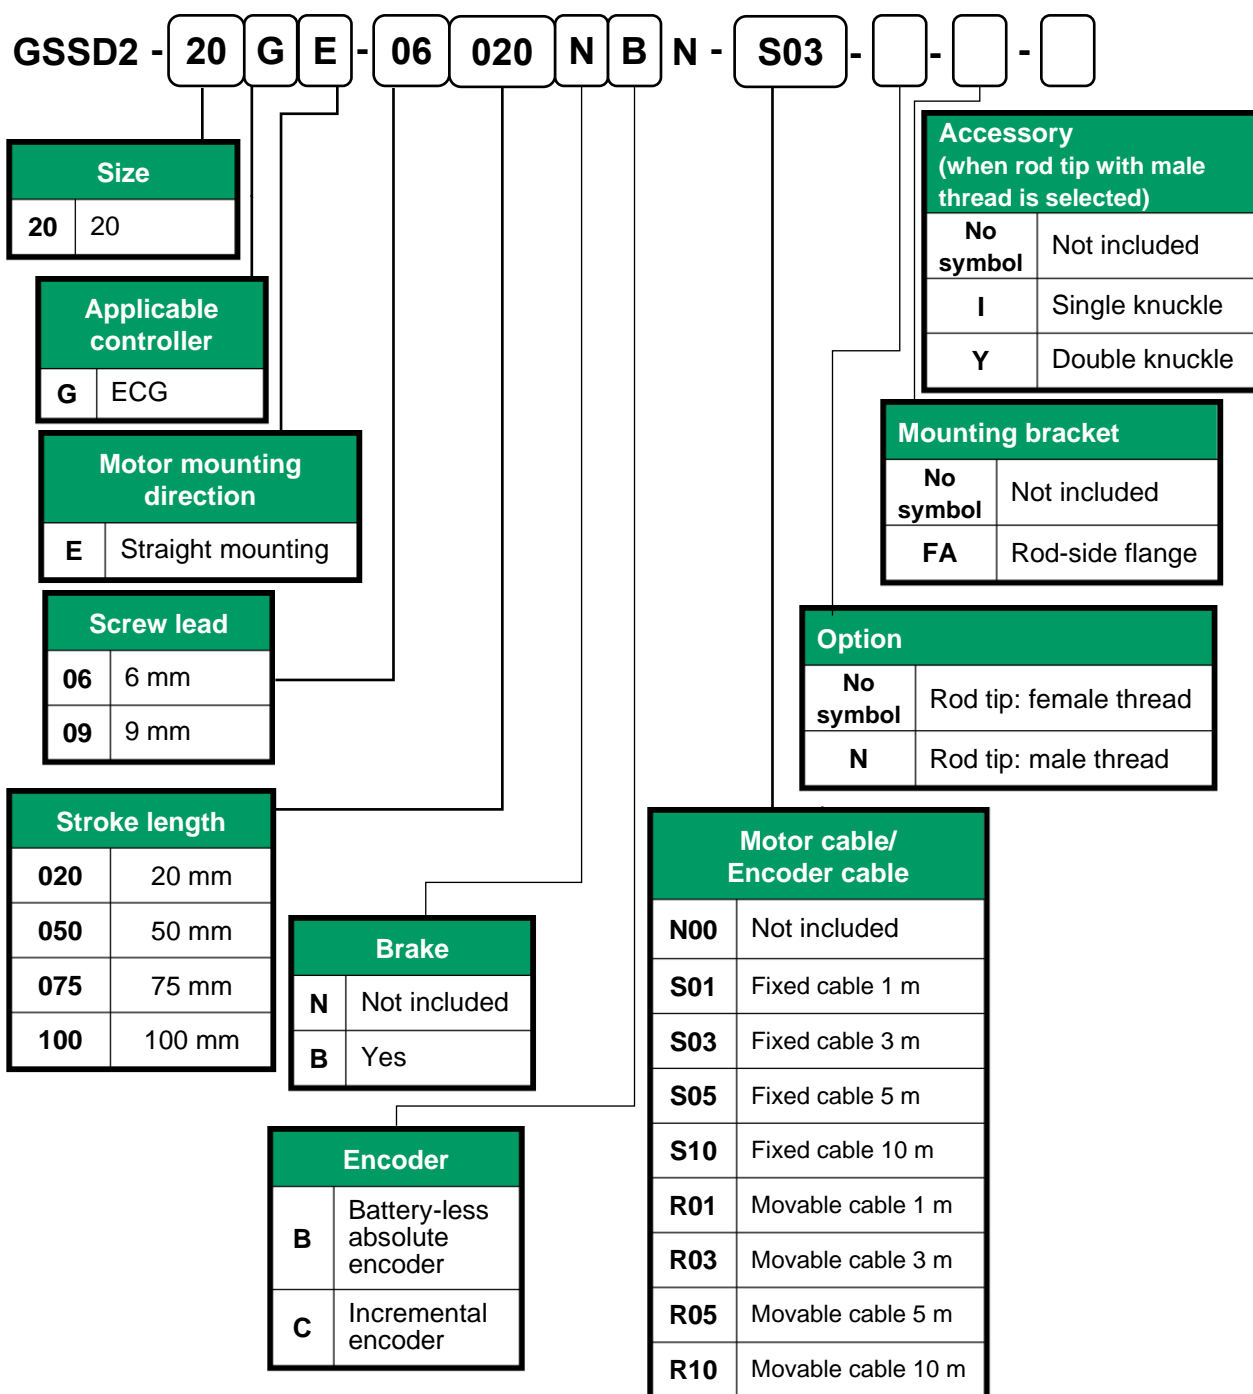 GSSD2 - 20 G E - 06 020 N B N - S03 - - -
Size
20 20
Applicable
controller
G ECG
Motor mounting
direction
E Straight mounting
Screw lead
06 6 mm
09 9 mm
Stroke length
020 20 mm
050 50 mm
075 75 mm
100 100 mm
Brake
N Not included
B Yes
Encoder
B Battery-less
absolute
encoder
C Incremental
encoder
Motor cable/
Encoder cable
N00 Not included
S01 Fixed cable 1 m
S03 Fixed cable 3 m
S05 Fixed cable 5 m
S10 Fixed cable 10 m
R01 Movable cable 1 m
R03 Movable cable 3 m
R05 Movable cable 5 m
R10 Movable cable 10 m
Option
No
symbol Rod tip: female thread
N Rod tip: male thread
Mounting bracket
No
symbol Not included
FA Rod-side flange
Accessory
(when rod tip with male
thread is selected)
No
symbol Not included
I Single knuckle
Y Double knuckle